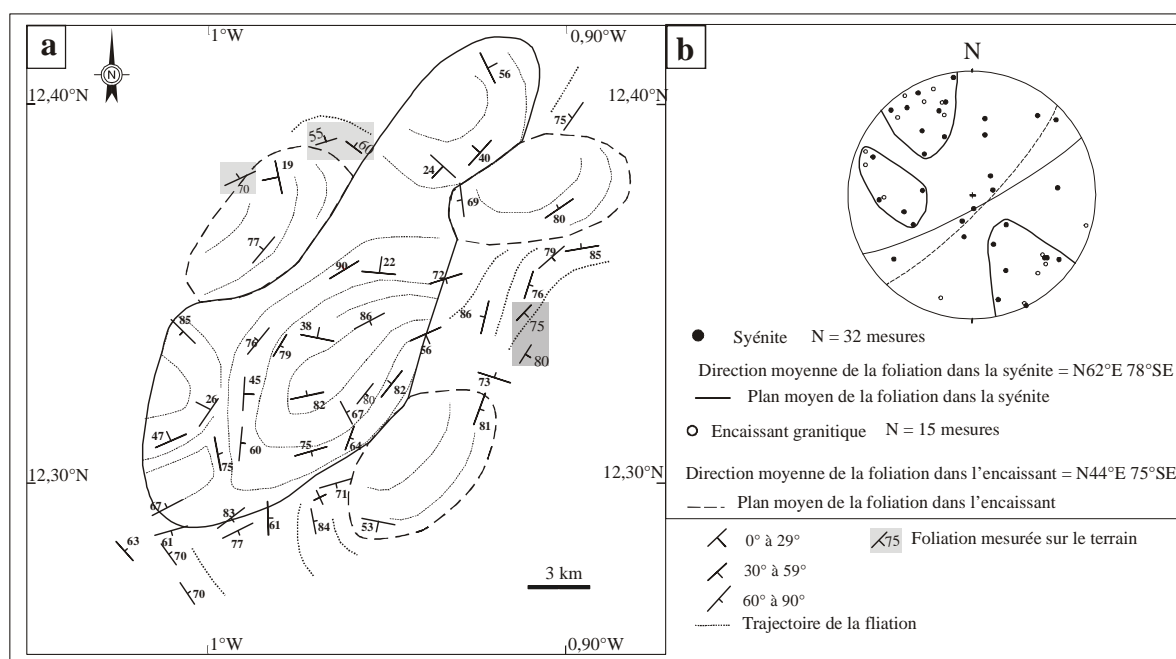 a
1°W
0,90°W
N
12,40°N
12,40°N
56
75
55
60
19
70
24
40
69
80
77
79
85
90
22
72
76
85
38
86
86
75
76
79
56
80
45
82
82
80
73
26
67
81
47
75
60
75
64
12,30°N
12,30°N
67
71
83
61
84
53
63
61
77
70
70
3 km
1°W
0,90°W
b
N
Syénite N = 32 mesures
Direction moyenne de la foliation dans la syénite = N62°E 78°SE
Plan moyen de la foliation dans la syénite
Encaissant granitique N = 15 mesures
Direction moyenne de la foliation dans l'encaissant = N44°E 75°SE
Plan moyen de la foliation dans l'encaissant
0° à 29°
75 Foliation mesurée sur le terrain
30° à 59°
60° à 90°
Trajectoire de la fliation